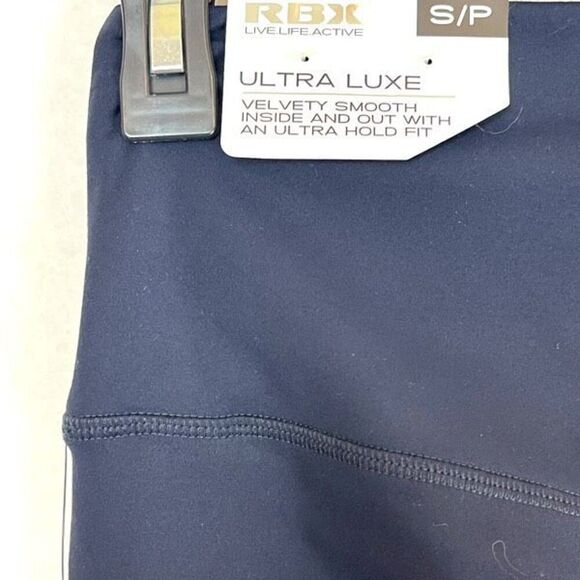 RBX
S/P
LIVE.LIFE.ACTIVE
ULTRA LUXE
VELVETY SMOOTH
INSIDE AND OUT WITH
AN ULTRA HOLD FIT